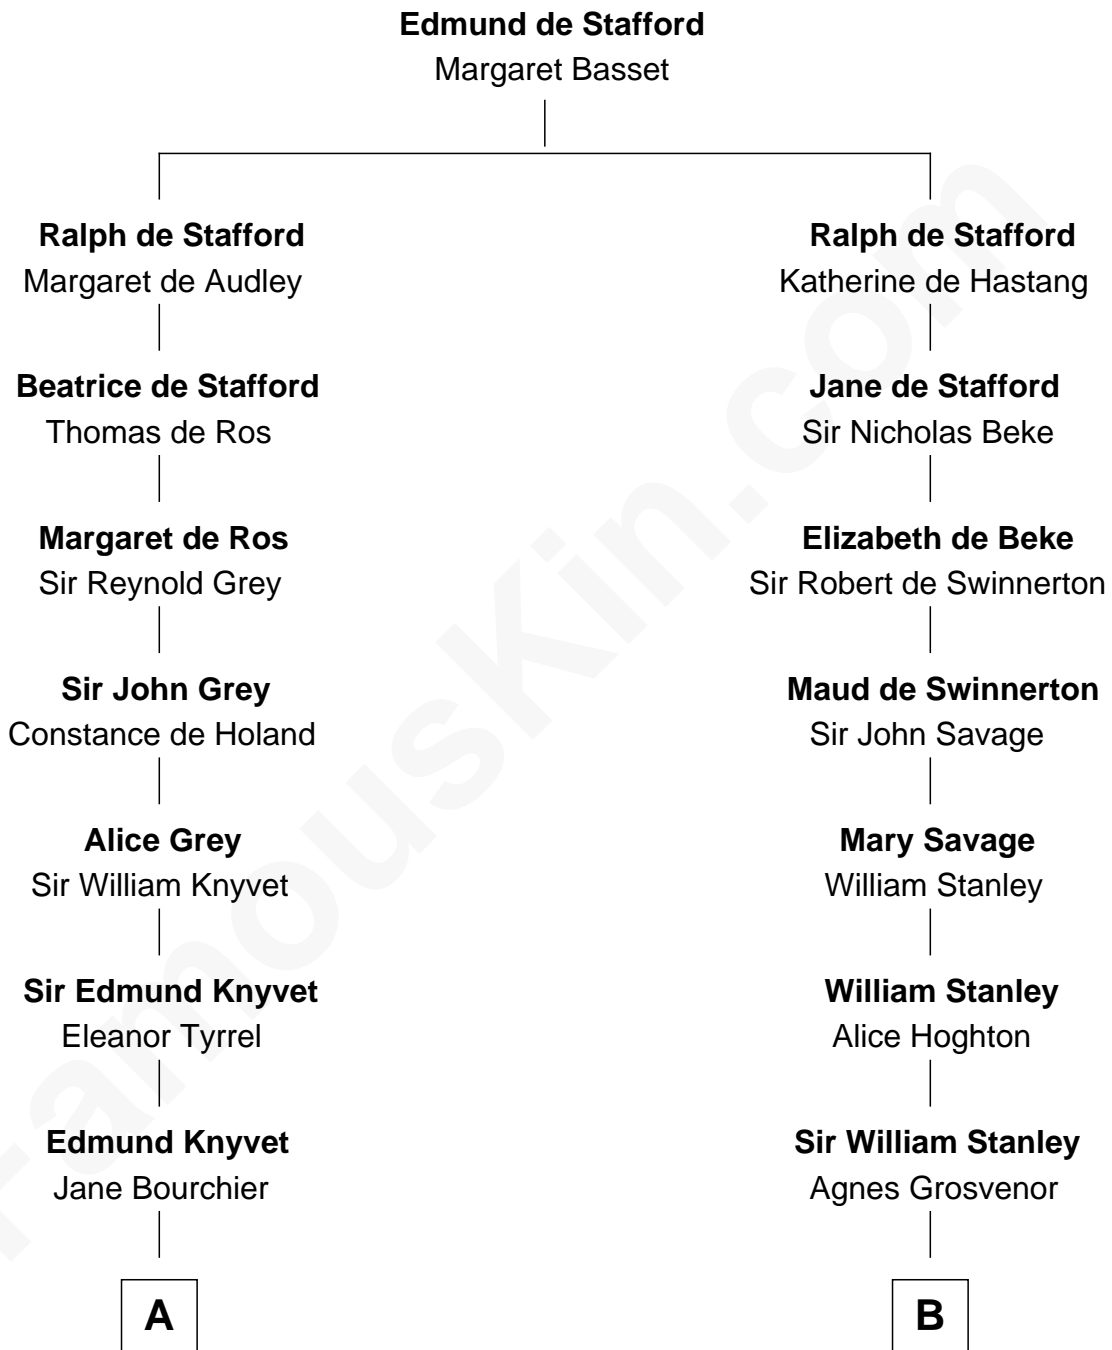 Edmund de Stafford
Margaret Basset
Ralph de Stafford
Margaret de Audley
Beatrice de Stafford
Thomas de Ros
Margaret de Ros
Sir Reynold Grey
Sir John Grey
Constance de Holand
Alice Grey
Sir William Knyvet
Sir Edmund Knyvet
Eleanor Tyrrel
Edmund Knyvet
Jane Bourchier
A
Ralph de Stafford
Katherine de Hastang
Jane de Stafford
Sir Nicholas Beke
Elizabeth de Beke
Sir Robert de Swinnerton
Maud de Swinnerton
Sir John Savage
Mary Savage
William Stanley
William Stanley
Alice Hoghton
Sir William Stanley
Agnes Grosvenor
B
FamousKin.com